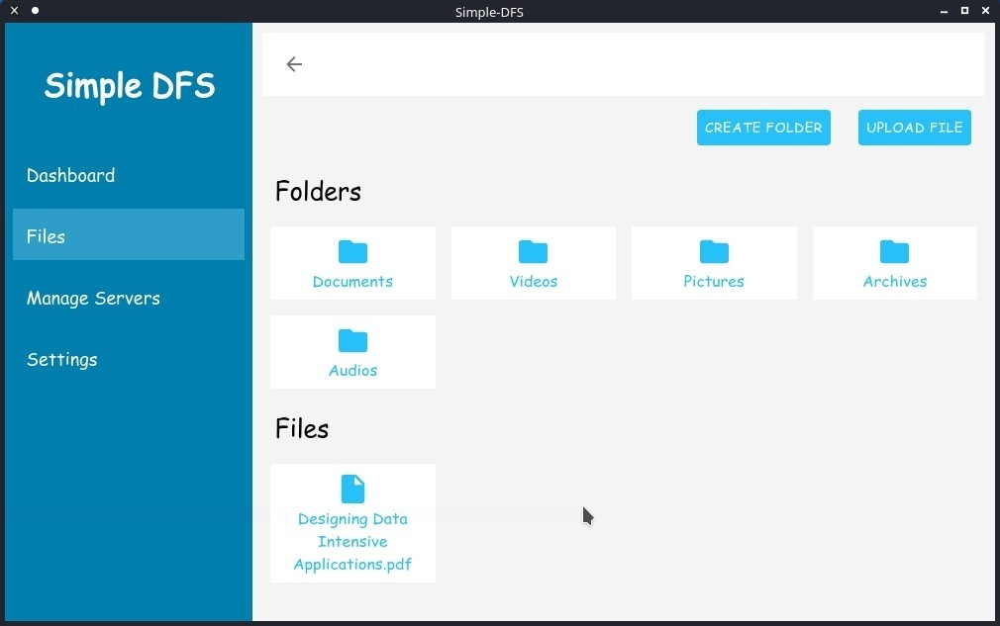 Simple-DFS
Simple DFS
Dashboard
Files
Manage Servers
Settings
CREATE FOLDER
UPLOAD FILE
Folders
Documents
Videos
Pictures
Archives
Audios
Files
Designing Data
Intensive
Applications.pdf